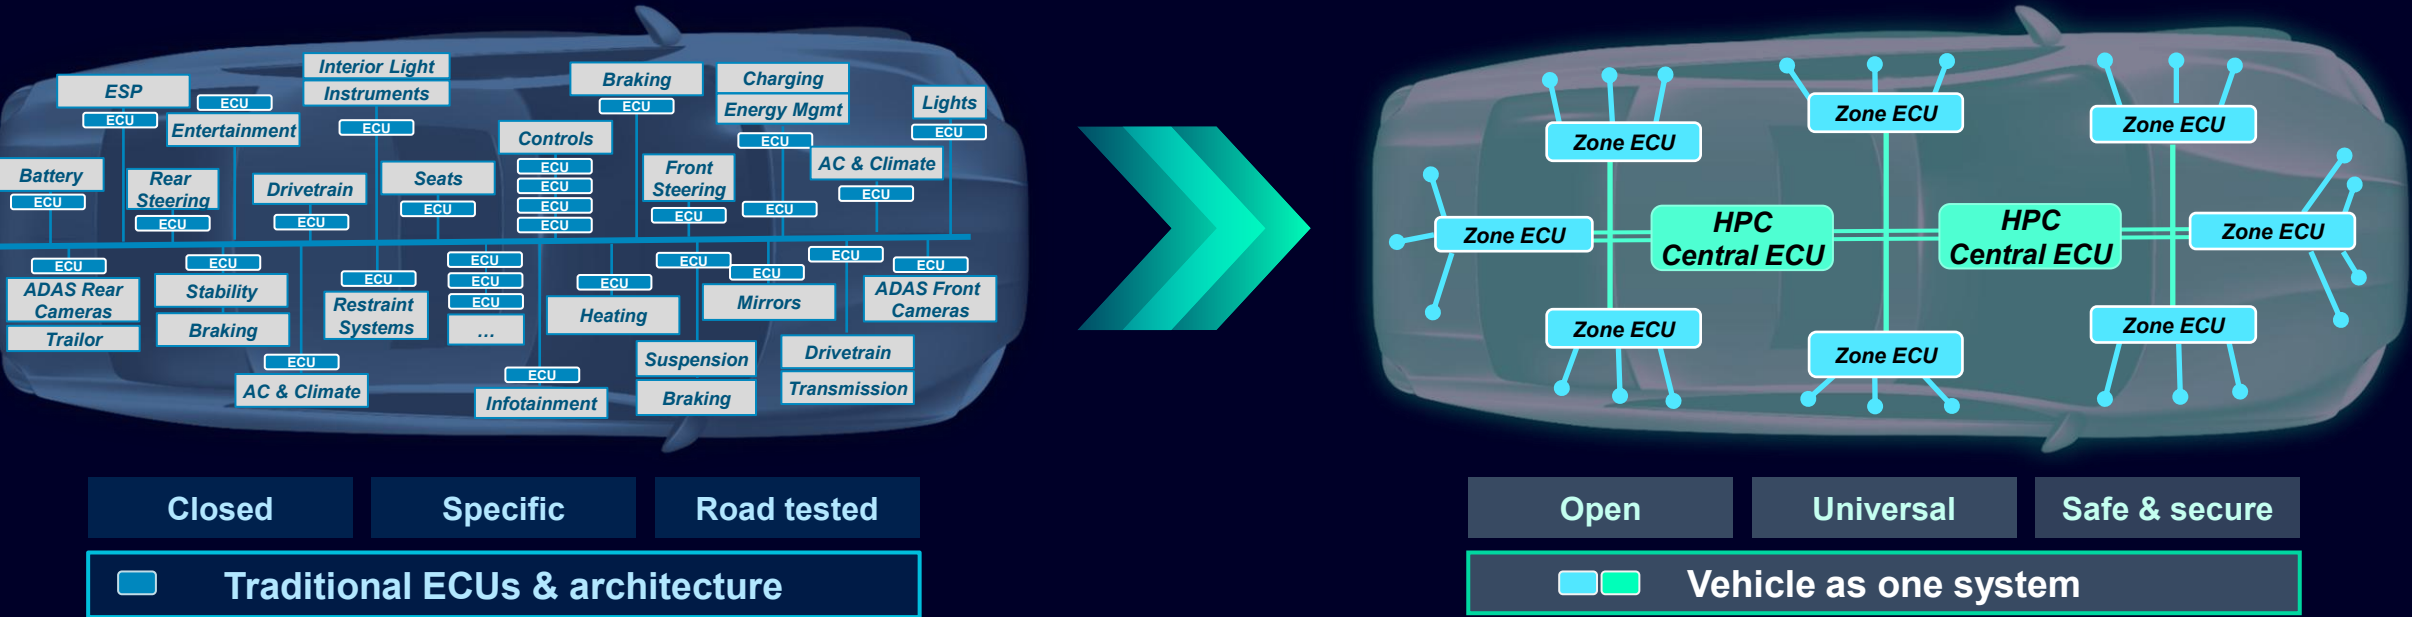 Interior Light
Instruments
ECU
ESP
ECU
ECU
Entertainment
Braking
ECU
Charging
Energy Mgmt
ECU
ECU
Lights
ECU
Controls
ECU
ECU
ECU
ECU
Battery
ECU
Rear
Steering
ECU
Drivetrain
ECU
Seats
ECU
Front
Steering
ECU
AC & Climate
ECU
ECU
ADAS Rear
Cameras
Trailor
ECU
Stability
Braking
ECU
AC & Climate
ECU
Restraint
Systems
ECU
ECU
ECU
...
ECU
Infotainment
ECU
Heating
ECU
Suspension
Braking
ECU
Mirrors
ECU
Drivetrain
Transmission
ECU
ADAS Front
Cameras
Closed
Specific
Road tested
Traditional ECUs & architecture
Zone ECU
Zone ECU
Zone ECU
Zone ECU
HPC
Central ECU
HPC
Central ECU
Zone ECU
Zone ECU
Zone ECU
Zone ECU
Open
Universal
Safe & secure
Vehicle as one system